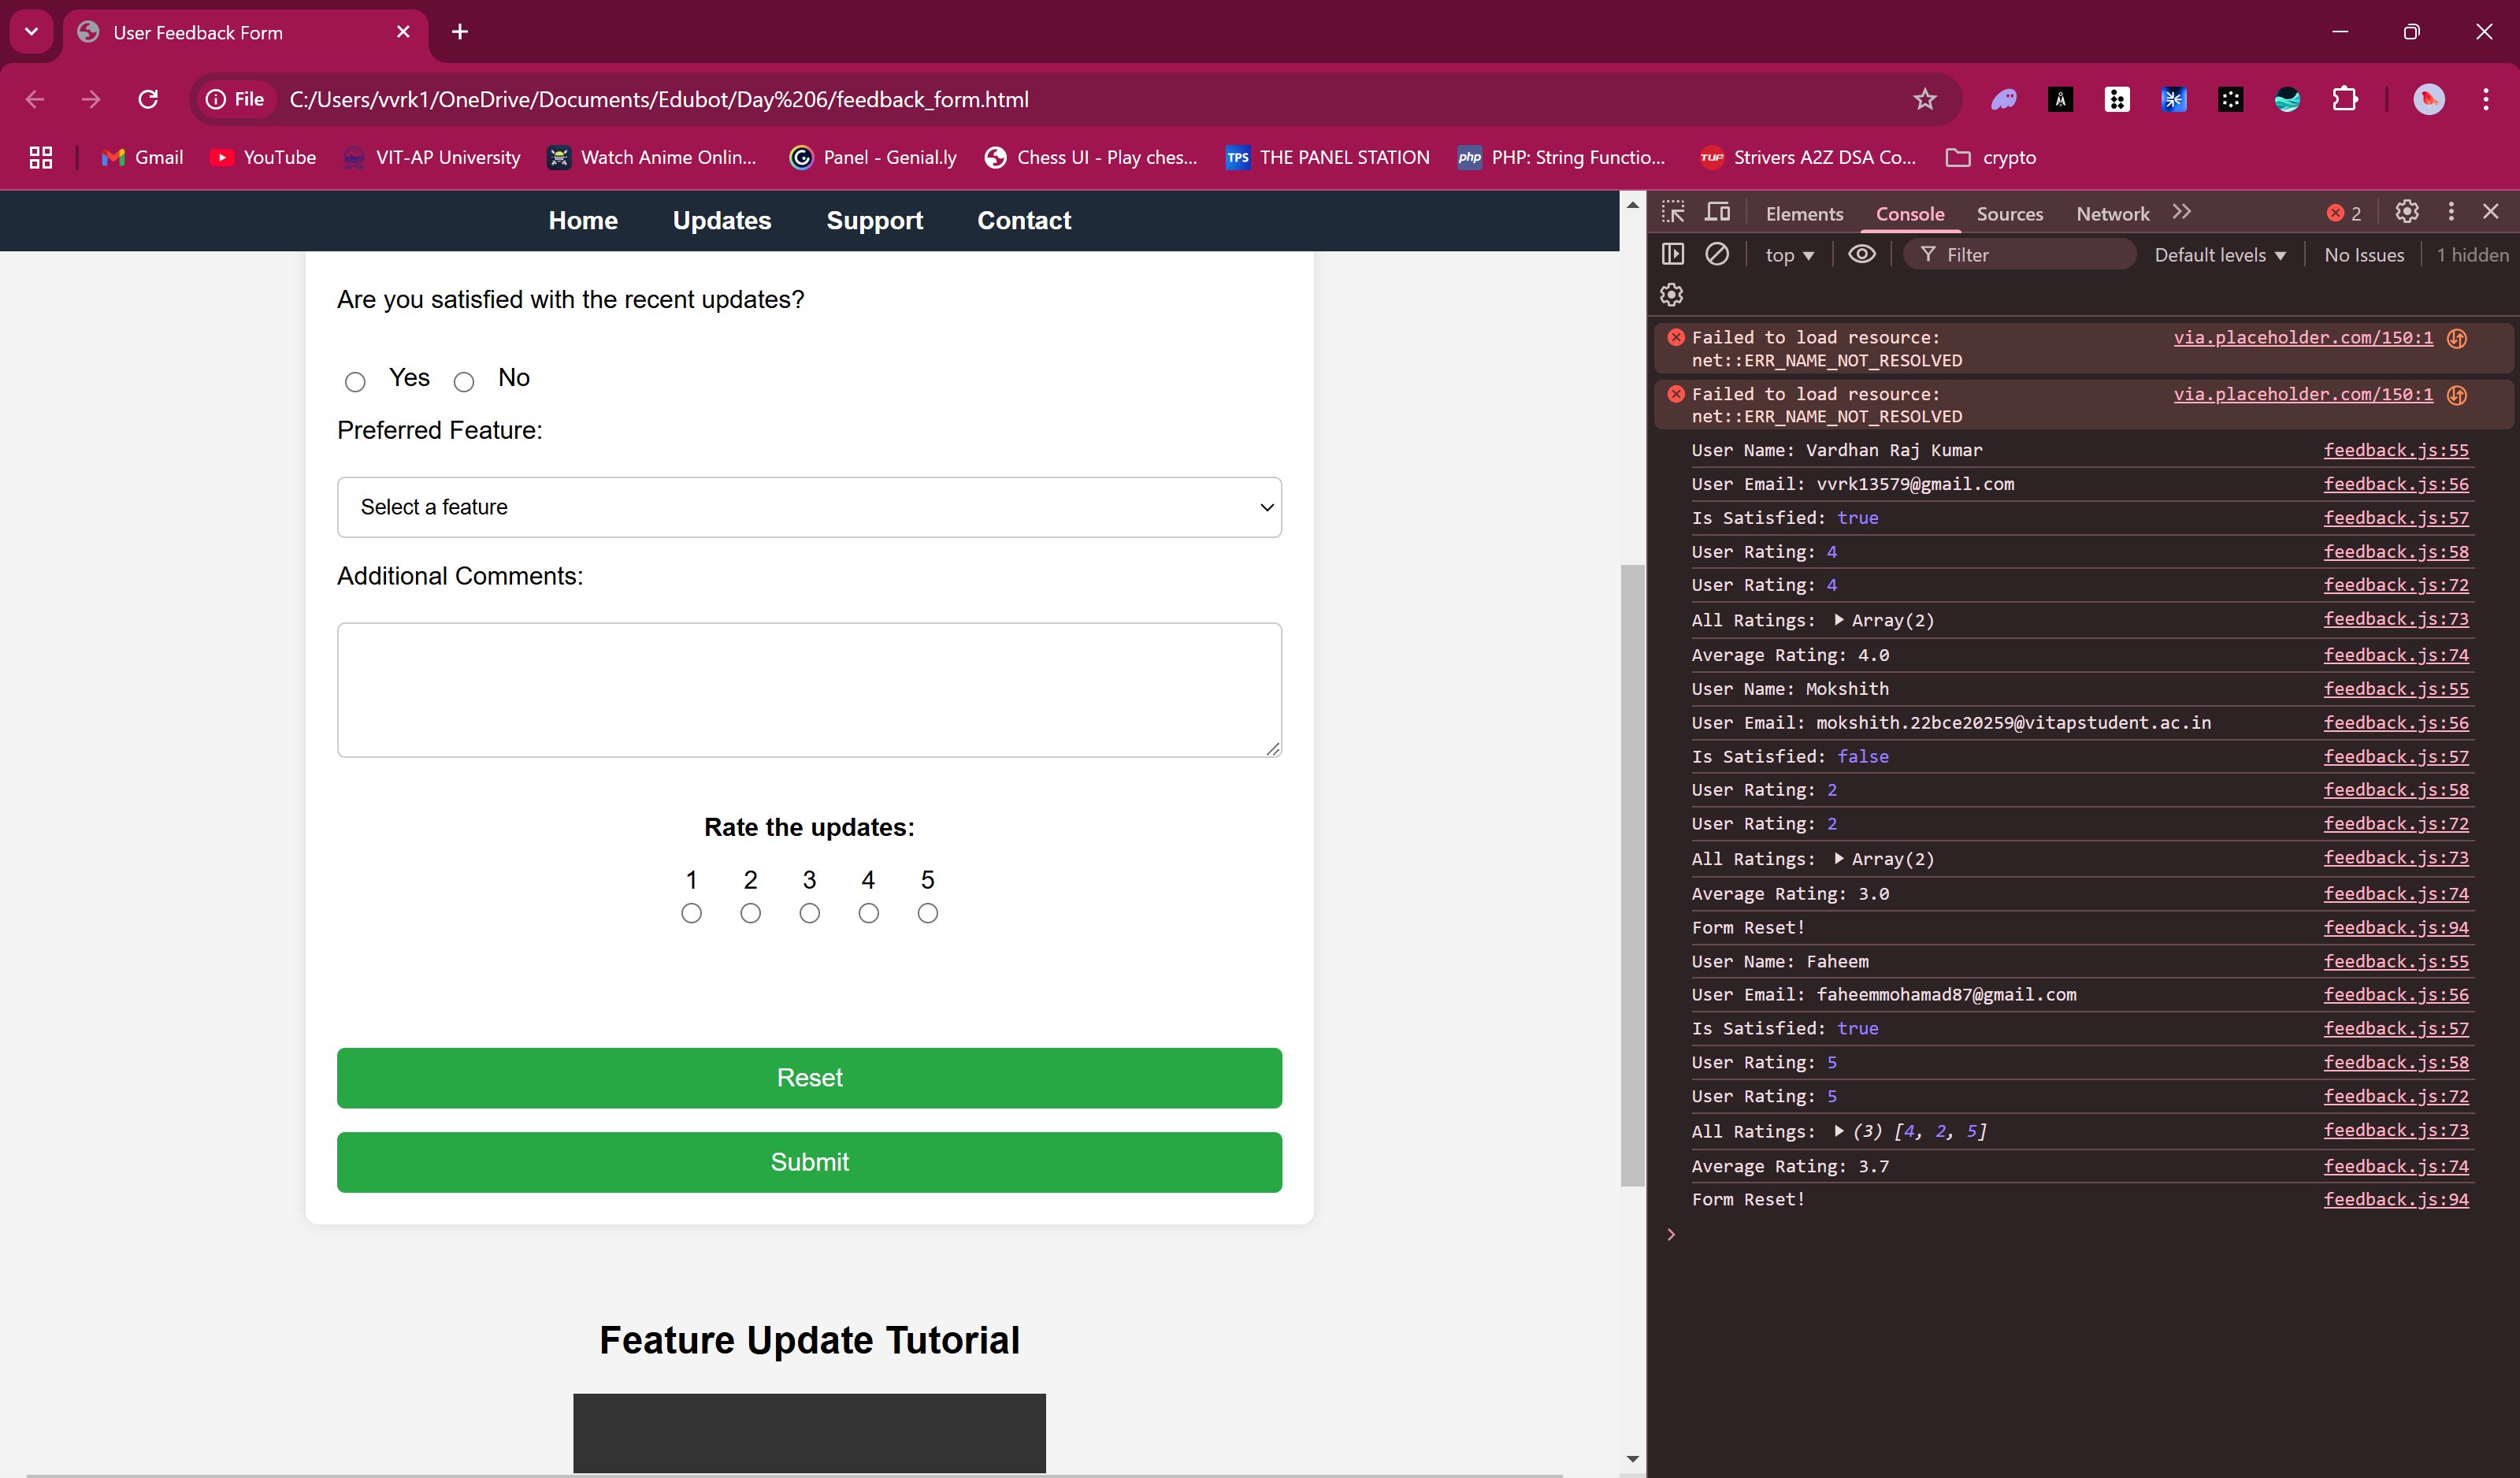 User Feedback Form
File C:/Users/vvrk1/OneDrive/Documents/Edubot/Day%206/feedback_form.html
Gmail YouTube VIT-AP University Watch Anime Onlin... Panel - Genial.ly Chess UI - Play ches... TPS THE PANEL STATION php PHP: String Functio... TUF Strivers A2Z DSA Co... crypto
Home Updates Support Contact
Are you satisfied with the recent updates?
Yes No
Preferred Feature:
Select a feature
Additional Comments:
Rate the updates:
1 2 3 4 5
Reset
Submit
Feature Update Tutorial
Elements Console Sources Network 2
top Filter Default levels No Issues 1 hidden
Failed to load resource: via.placeholder.com/150:1
net::ERR_NAME_NOT_RESOLVED
Failed to load resource: via.placeholder.com/150:1
net::ERR_NAME_NOT_RESOLVED
User Name: Vardhan Raj Kumar feedback.js:55
User Email: vvrk13579@gmail.com feedback.js:56
Is Satisfied: true feedback.js:57
User Rating: 4 feedback.js:58
User Rating: 4 feedback.js:72
All Ratings: Array(2) feedback.js:73
Average Rating: 4.0 feedback.js:74
User Name: Mokshith feedback.js:55
User Email: mokshith.22bce20259@vitapstudent.ac.in feedback.js:56
Is Satisfied: false feedback.js:57
User Rating: 2 feedback.js:58
User Rating: 2 feedback.js:72
All Ratings: Array(2) feedback.js:73
Average Rating: 3.0 feedback.js:74
Form Reset! feedback.js:94
User Name: Faheem feedback.js:55
User Email: faheemmohamad87@gmail.com feedback.js:56
Is Satisfied: true feedback.js:57
User Rating: 5 feedback.js:58
User Rating: 5 feedback.js:72
All Ratings: (3) [4, 2, 5] feedback.js:73
Average Rating: 3.7 feedback.js:74
Form Reset! feedback.js:94